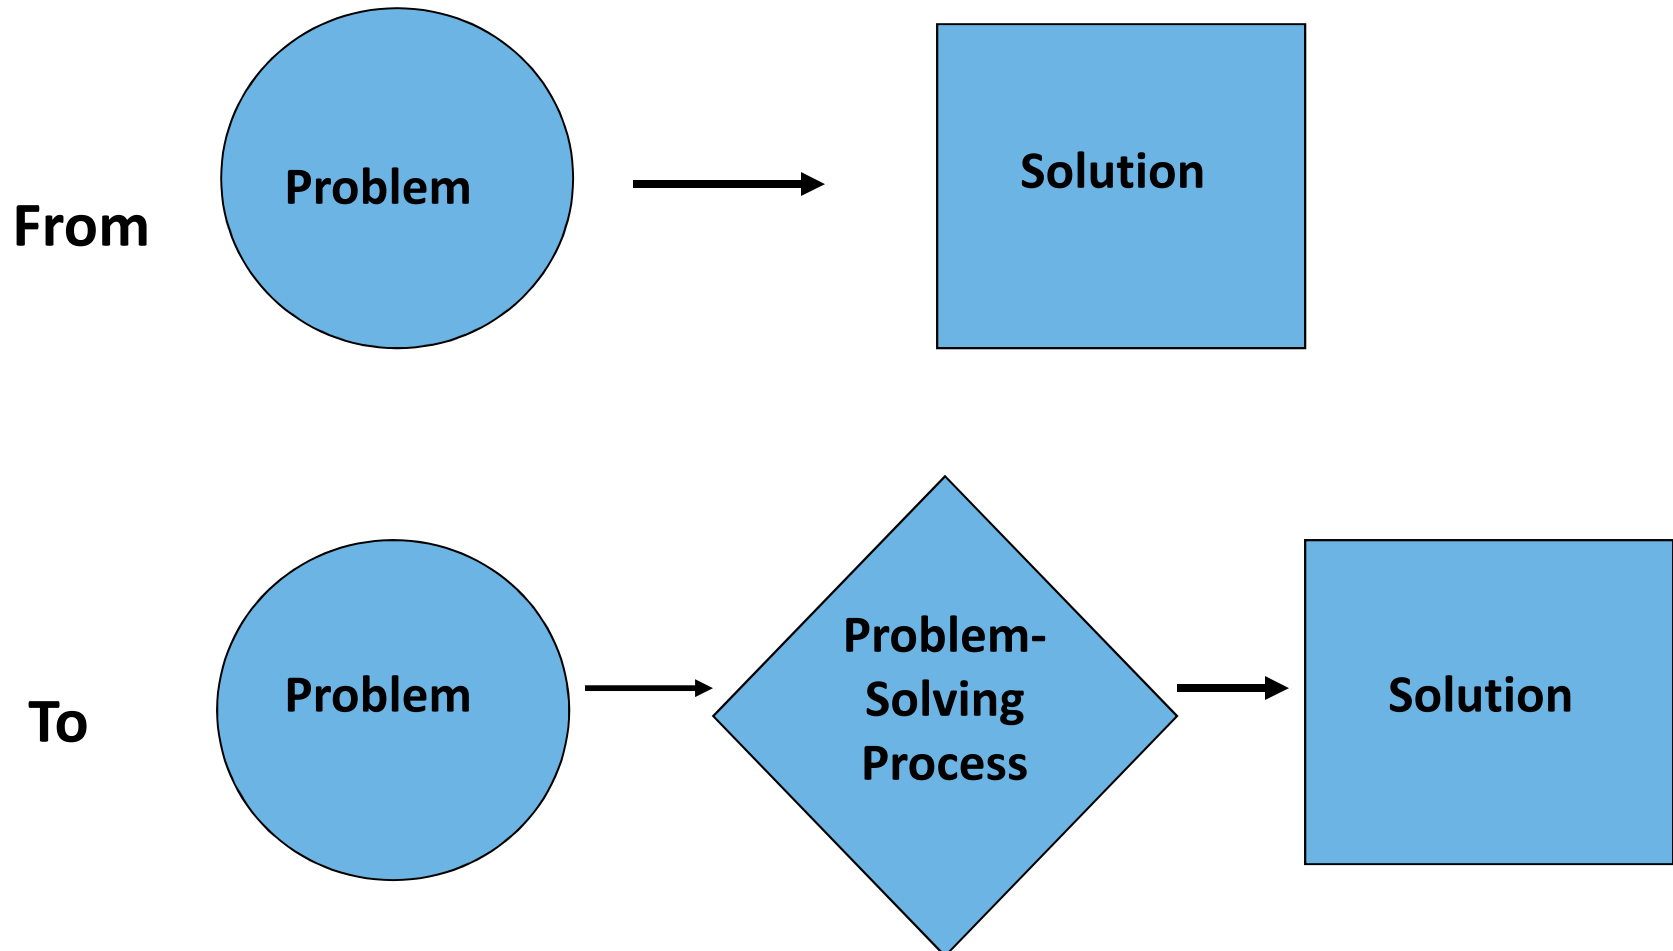 From
Problem
Solution
To
Problem
Problem-
Solving
Process
Solution